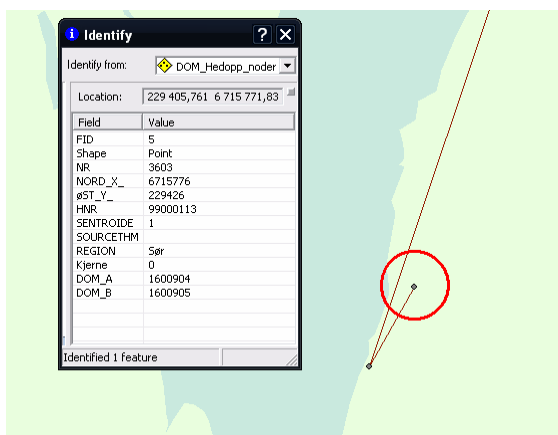 Identify
Identify from: DOM_Hedopp_noder
Location: 229 405,761 6 715 771,83
Field Value
FID 5
Shape Point
NR 3603
NORD_X_ 6715776
øST_Y_ 229426
HNR 99000113
SENTROIDE 1
SOURCETHM
REGION Sør
Kjerne 0
DOM_A 1600904
DOM_B 1600905
Identified 1 feature